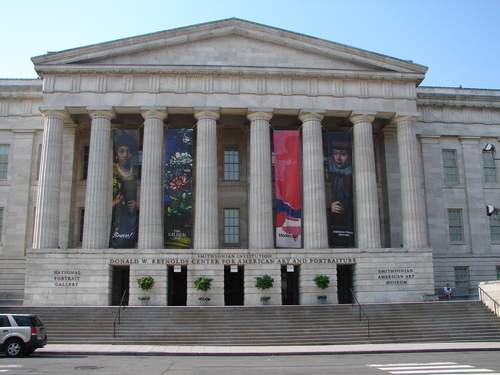 SMITHSONIAN INSTITUTION
DONALD W. REYNOLDS CENTER FOR AMERICAN ART AND PORTRAITURE
NATIONAL
PORTRAIT
GALLERY
SMITHSONIAN
AMERICAN ART
MUSEUM